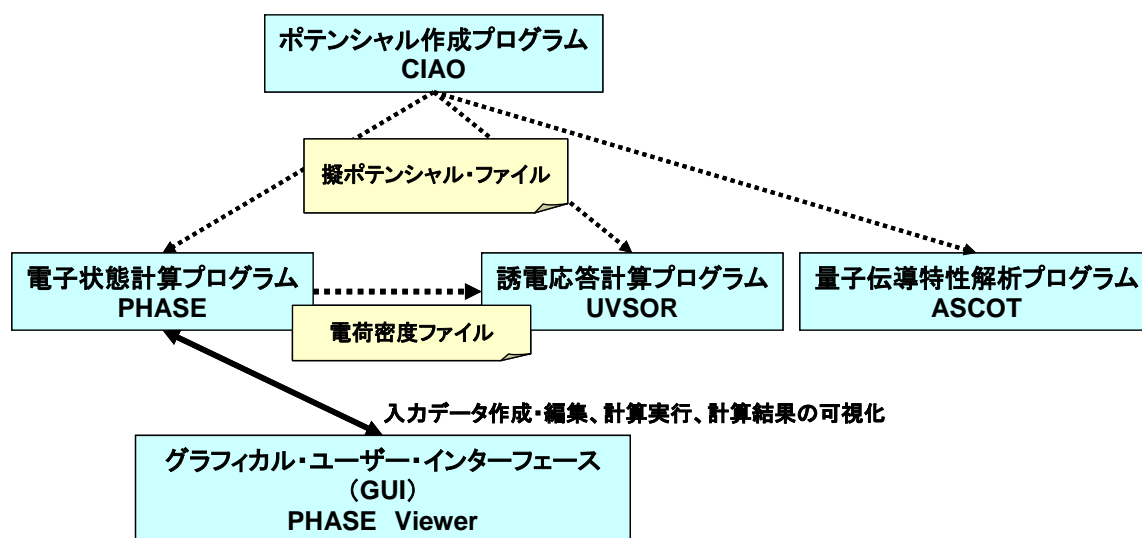 ポテンシャル作成プログラム
CIAO
擬ポテンシャル・ファイル
電子状態計算プログラム
PHASE
誘電応答計算プログラム
UVSOR
量子伝導特性解析プログラム
ASCOT
電荷密度ファイル
入力データ作成・編集、計算実行、計算結果の可視化
グラフィカル・ユーザー・インターフェース
（GUI）
PHASE Viewer